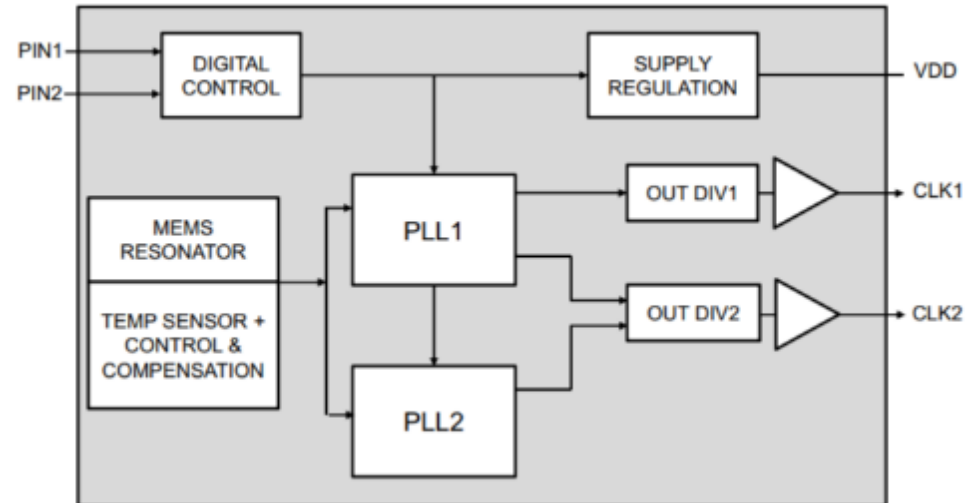 PIN1
PIN2
DIGITAL
CONTROL
SUPPLY
REGULATION
VDD
MEMS
RESONATOR
TEMP SENSOR +
CONTROL &
COMPENSATION
PLL1
PLL2
OUT DIV1
CLK1
OUT DIV2
CLK2